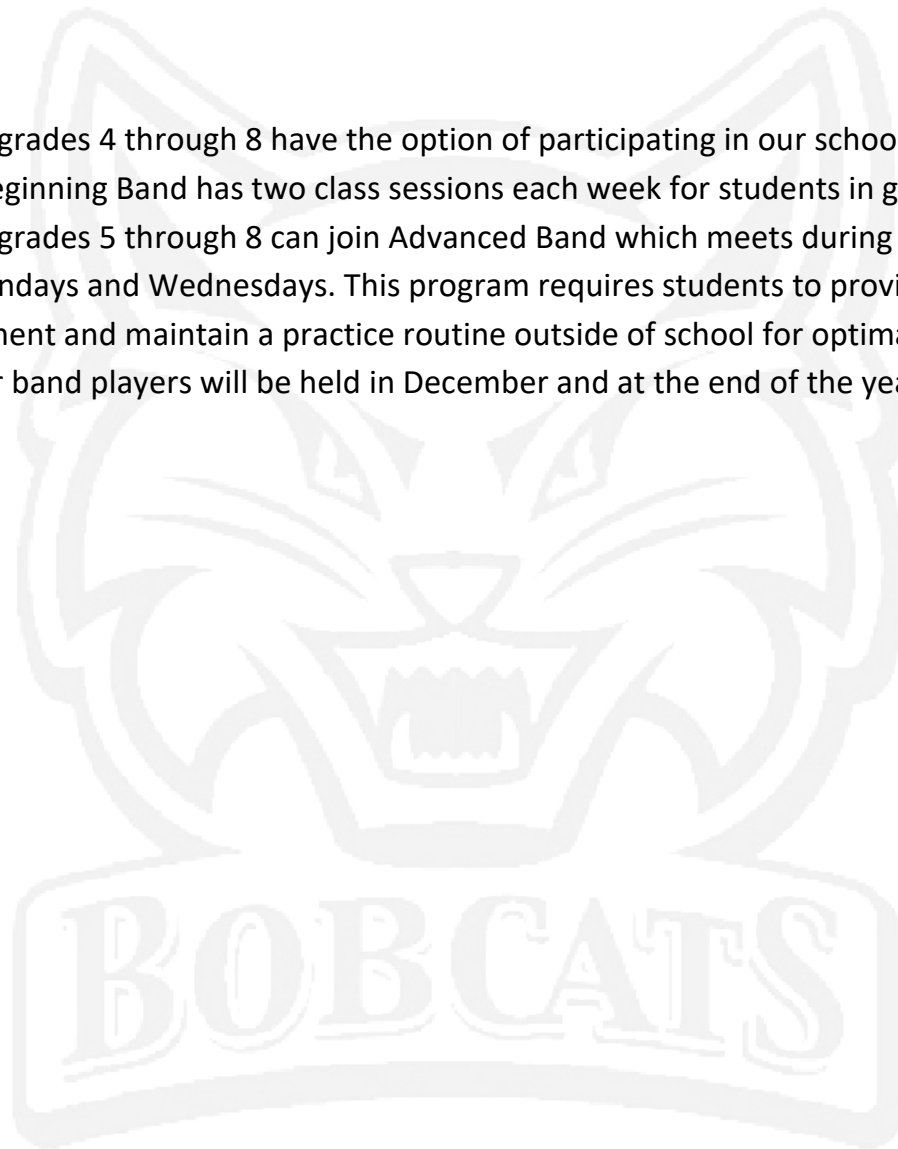 grades 4 through 8 have the option of participating in our schoo
eginning Band has two class sessions each week for students in g
grades 5 through 8 can join Advanced Band which meets during
ndays and Wednesdays. This program requires students to provi
nent and maintain a practice routine outside of school for optima
r band players will be held in December and at the end of the yea
BOBCATS